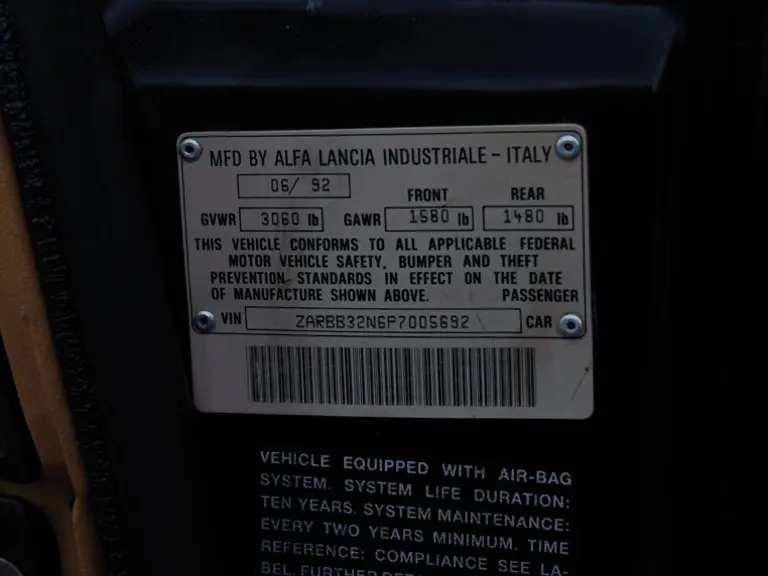 MFD BY ALFA LANCIA INDUSTRIALE - ITALY
06/ 92 FRONT REAR
GVWR 3060 lb GAWR 1580 lb 1480 lb
THIS VEHICLE CONFORMS TO ALL APPLICABLE FEDERAL
MOTOR VEHICLE SAFETY, BUMPER AND THEFT
PREVENTION STANDARDS IN EFFECT ON THE DATE
OF MANUFACTURE SHOWN ABOVE. PASSENGER
VIN ZARBB32N6P7005692 CAR
VEHICLE EQUIPPED WITH AIR-BAG
SYSTEM. SYSTEM LIFE DURATION:
TEN YEARS. SYSTEM MAINTENANCE:
EVERY TWO YEARS MINIMUM. TIME
REFERENCE: COMPLIANCE SEE LA-
BEL. FURTHER